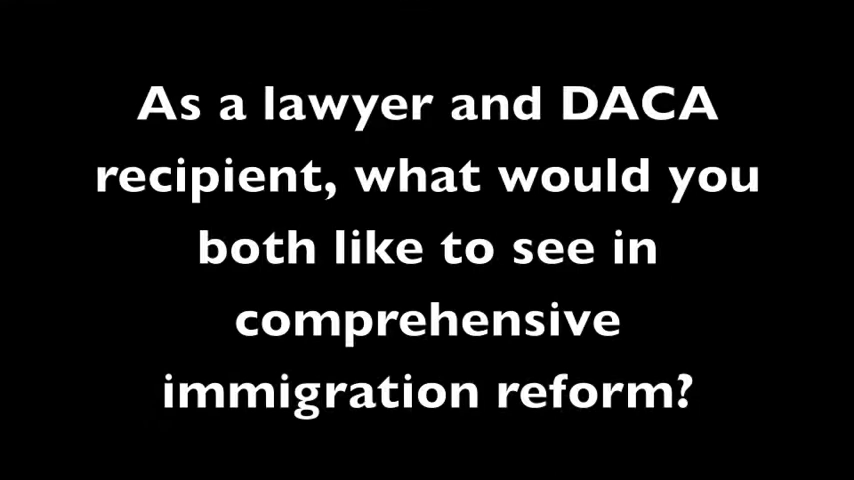 As a lawyer and DACA
recipient, what would you
both like to see in
comprehensive
immigration reform?